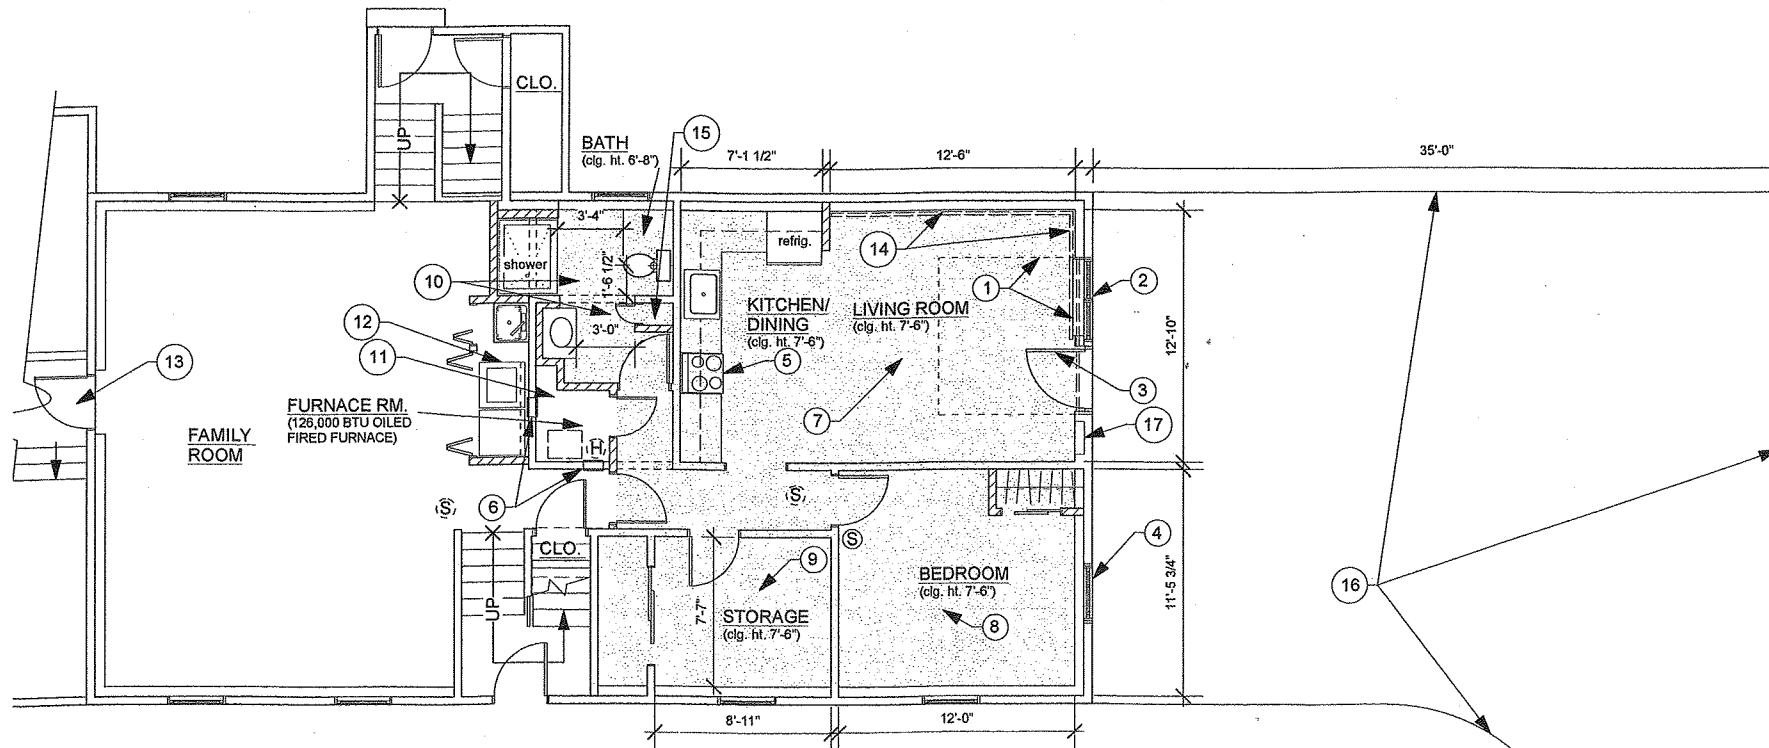 CLO.
UP
BATH
(clg. ht. 6'-8")
15
7'-1 1/2"
12'-6"
35'-0"
3'-4"
refrig.
14
shower
1'-6 1/2"
10
1
2
KITCHEN/
DINING
(clg. ht. 7'-6")
LIVING ROOM
(clg. ht. 7'-6")
12'-10"
12
3'-0"
11
5
3
13
FURNACE RM.
(126,000 BTU OILED
FIRED FURNACE)
7
17
FAMILY
ROOM
H
S
6
S
S
4
CLO.
9
16
UP
7'-7"
STORAGE
(clg. ht. 7'-6")
BEDROOM
(clg. ht. 7'-6")
8
11'-5 3/4"
8'-11"
12'-0"